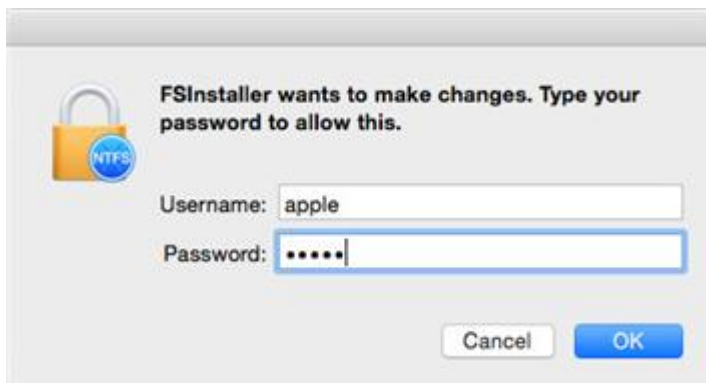 FSInstaller wants to make changes. Type your
password to allow this.
NTFS
Username: apple
Password: •••••
Cancel OK